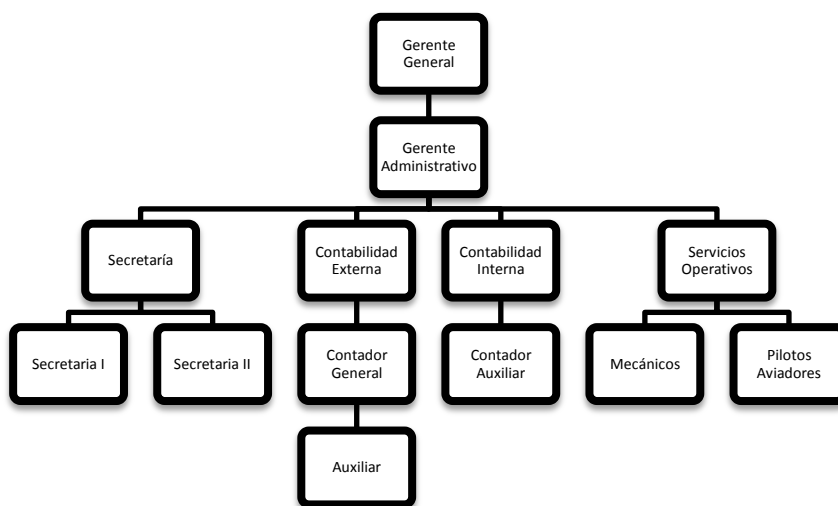 Gerente
General
Gerente
Administrativo
Secretaría
Contabilidad
Externa
Contabilidad
Interna
Servicios
Operativos
Secretaria I
Secretaria II
Contador
General
Contador
Auxiliar
Mecánicos
Pilotos
Aviadores
Auxiliar